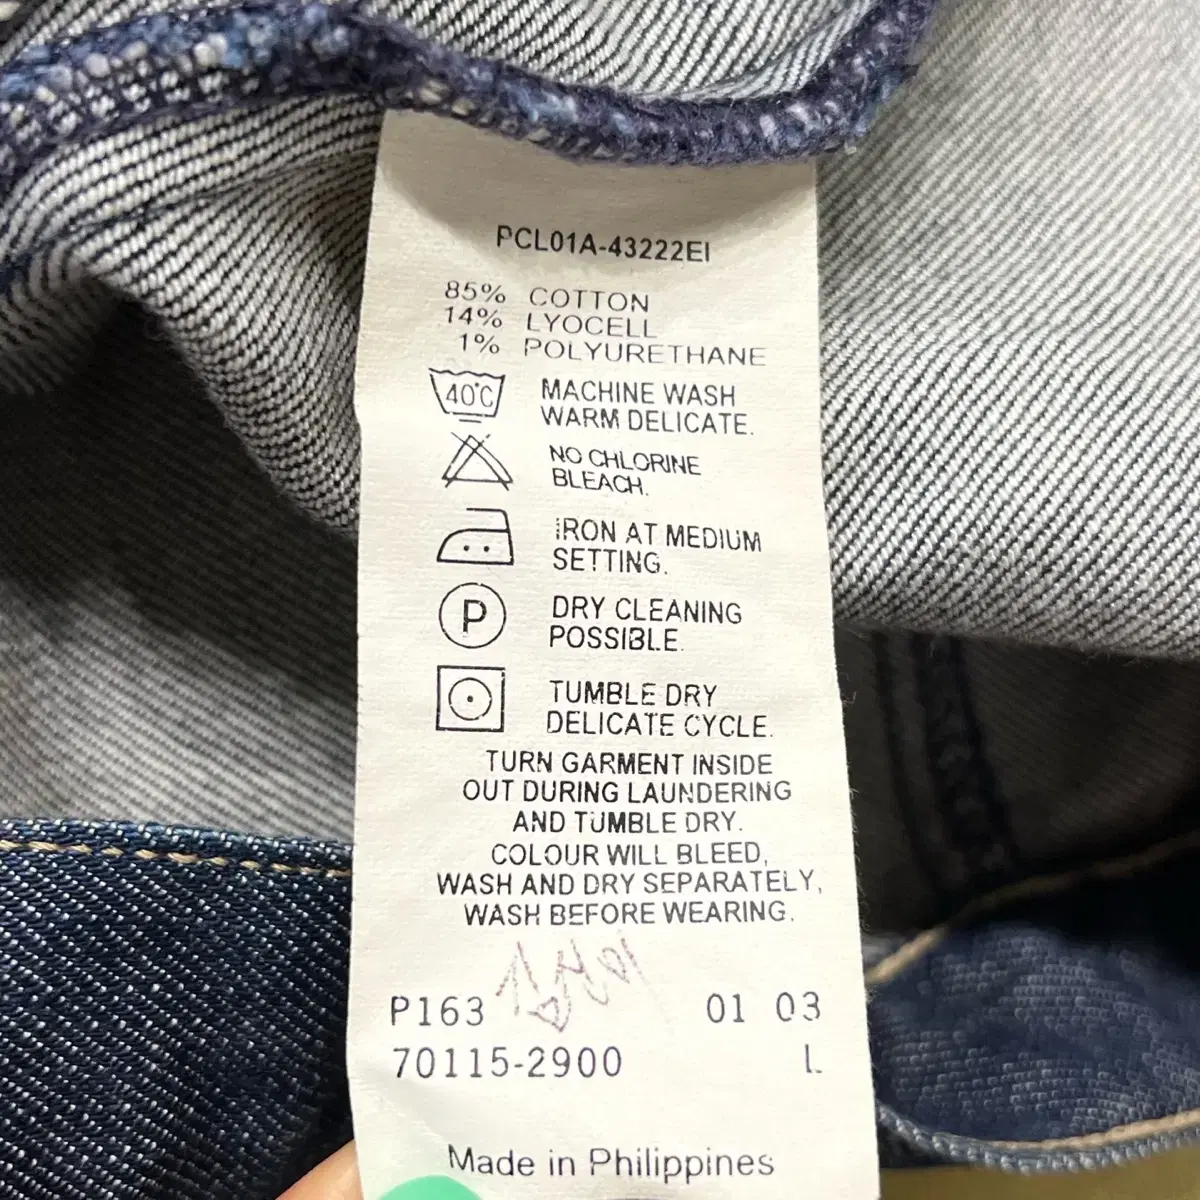 PCL01A-43222EI
85% COTTON
14% LYOCELL
1% POLYURETHANE
40°C MACHINE WASH
WARM DELICATE.
NO CHLORINE
BLEACH.
IRON AT MEDIUM
SETTING.
P DRY CLEANING
POSSIBLE.
TUMBLE DRY
DELICATE CYCLE.
TURN GARMENT INSIDE
OUT DURING LAUNDERING
AND TUMBLE DRY.
COLOUR WILL BLEED,
WASH AND DRY SEPARATELY,
WASH BEFORE WEARING.
P163 01 03
70115-2900 L
Made in Philippines